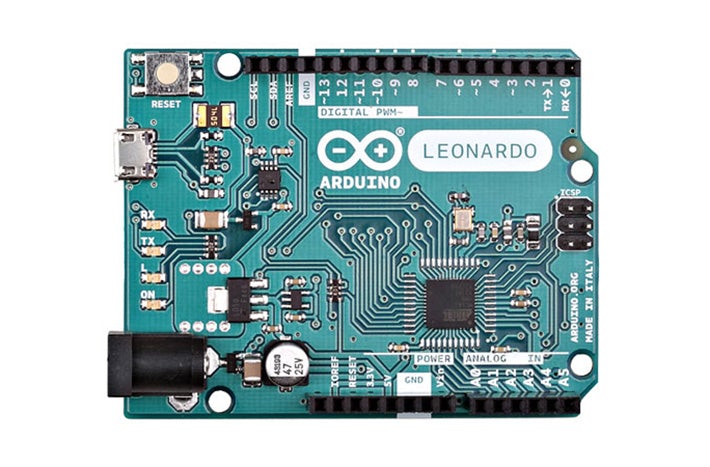 RESET
SCL
SDA
AREF
GND
~13
12
~11
~10
~9
8
7
~6
~5
4
~3
2
TX→1
RX←0
DIGITAL PWM~
ARDUINO
®
LEONARDO
ICSP
RX
TX
L
ON
ARDUINO.ORG
MADE IN ITALY
47
25V
POWER
ANALOG IN
IOREF
RESET
3.3V
5V
GND
Vin
A0
A1
A2
A3
A4
A5